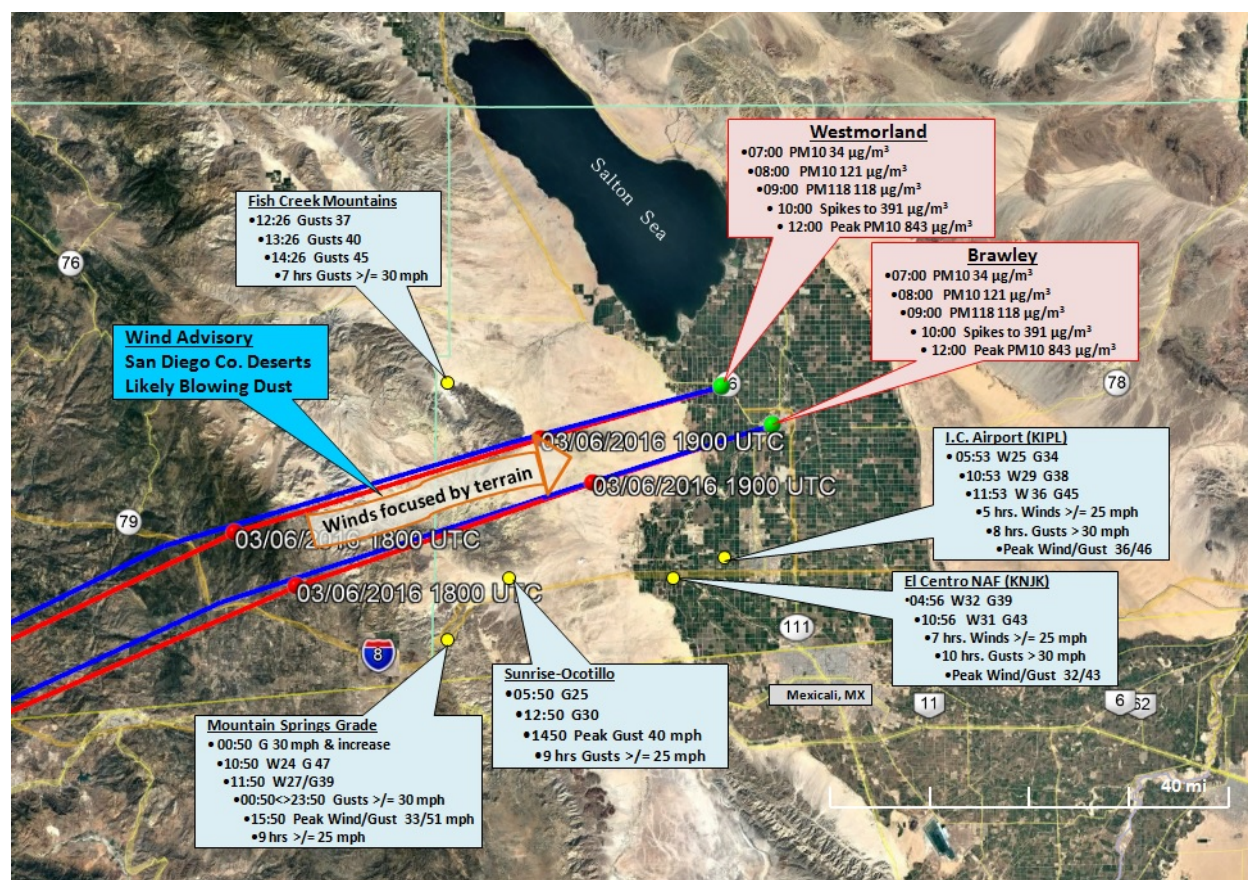 Westmorland
•07:00 PM10 34 µg/m³
•08:00 PM10 121 µg/m³
•09:00 PM118 118 µg/m³
• 10:00 Spikes to 391 µg/m³
• 12:00 Peak PM10 843 µg/m³
Salton Sea
Fish Creek Mountains
•12:26 Gusts 37
•13:26 Gusts 40
•14:26 Gusts 45
•7 hrs Gusts >/= 30 mph
76
Brawley
•07:00 PM10 34 µg/m³
•08:00 PM10 121 µg/m³
•09:00 PM118 118 µg/m³
• 10:00 Spikes to 391 µg/m³
• 12:00 Peak PM10 843 µg/m³
Wind Advisory
San Diego Co. Deserts
Likely Blowing Dust
6
78
03/06/2016 1900 UTC
03/06/2016 1900 UTC
Winds focused by terrain
79
03/06/2016 1800 UTC
03/06/2016 1800 UTC
I.C. Airport (KIPL)
• 05:53 W25 G34
•10:53 W29 G38
•11:53 W 36 G45
•5 hrs. Winds >/= 25 mph
•8 hrs. Gusts > 30 mph
•Peak Wind/Gust 36/46
El Centro NAF (KNJK)
•04:56 W32 G39
•10:56 W31 G43
•7 hrs. Winds >/= 25 mph
•10 hrs. Gusts > 30 mph
•Peak Wind/Gust 32/43
111
8
Sunrise-Ocotillo
•05:50 G25
•12:50 G30
•1450 Peak Gust 40 mph
•9 hrs Gusts >/= 25 mph
Mexicali, MX
11
6
62
Mountain Springs Grade
• 00:50 G 30 mph & increase
•10:50 W24 G 47
•11:50 W27/G39
•00:50<>23:50 Gusts >/= 30 mph
•15:50 Peak Wind/Gust 33/51 mph
•9 hrs >/= 25 mph
40 mi